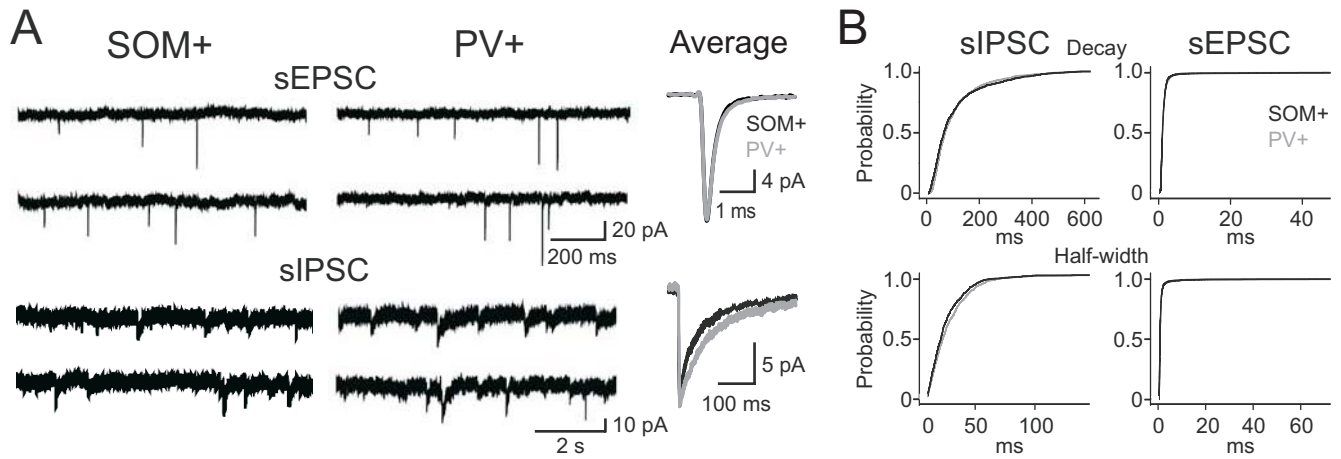 A
SOM+
PV+
Average
sEPSC
SOM+
PV+
4 pA
1 ms
20 pA
200 ms
sIPSC
5 pA
100 ms
10 pA
2 s
B
sIPSC
Decay
sEPSC
Probability
1.0
0.5
0
0
200
400
600
ms
1.0
0.5
0
SOM+
PV+
0
20
40
ms
Half-width
Probability
1.0
0.5
0
0
50
100
ms
1.0
0.5
0
0
20
40
60
ms